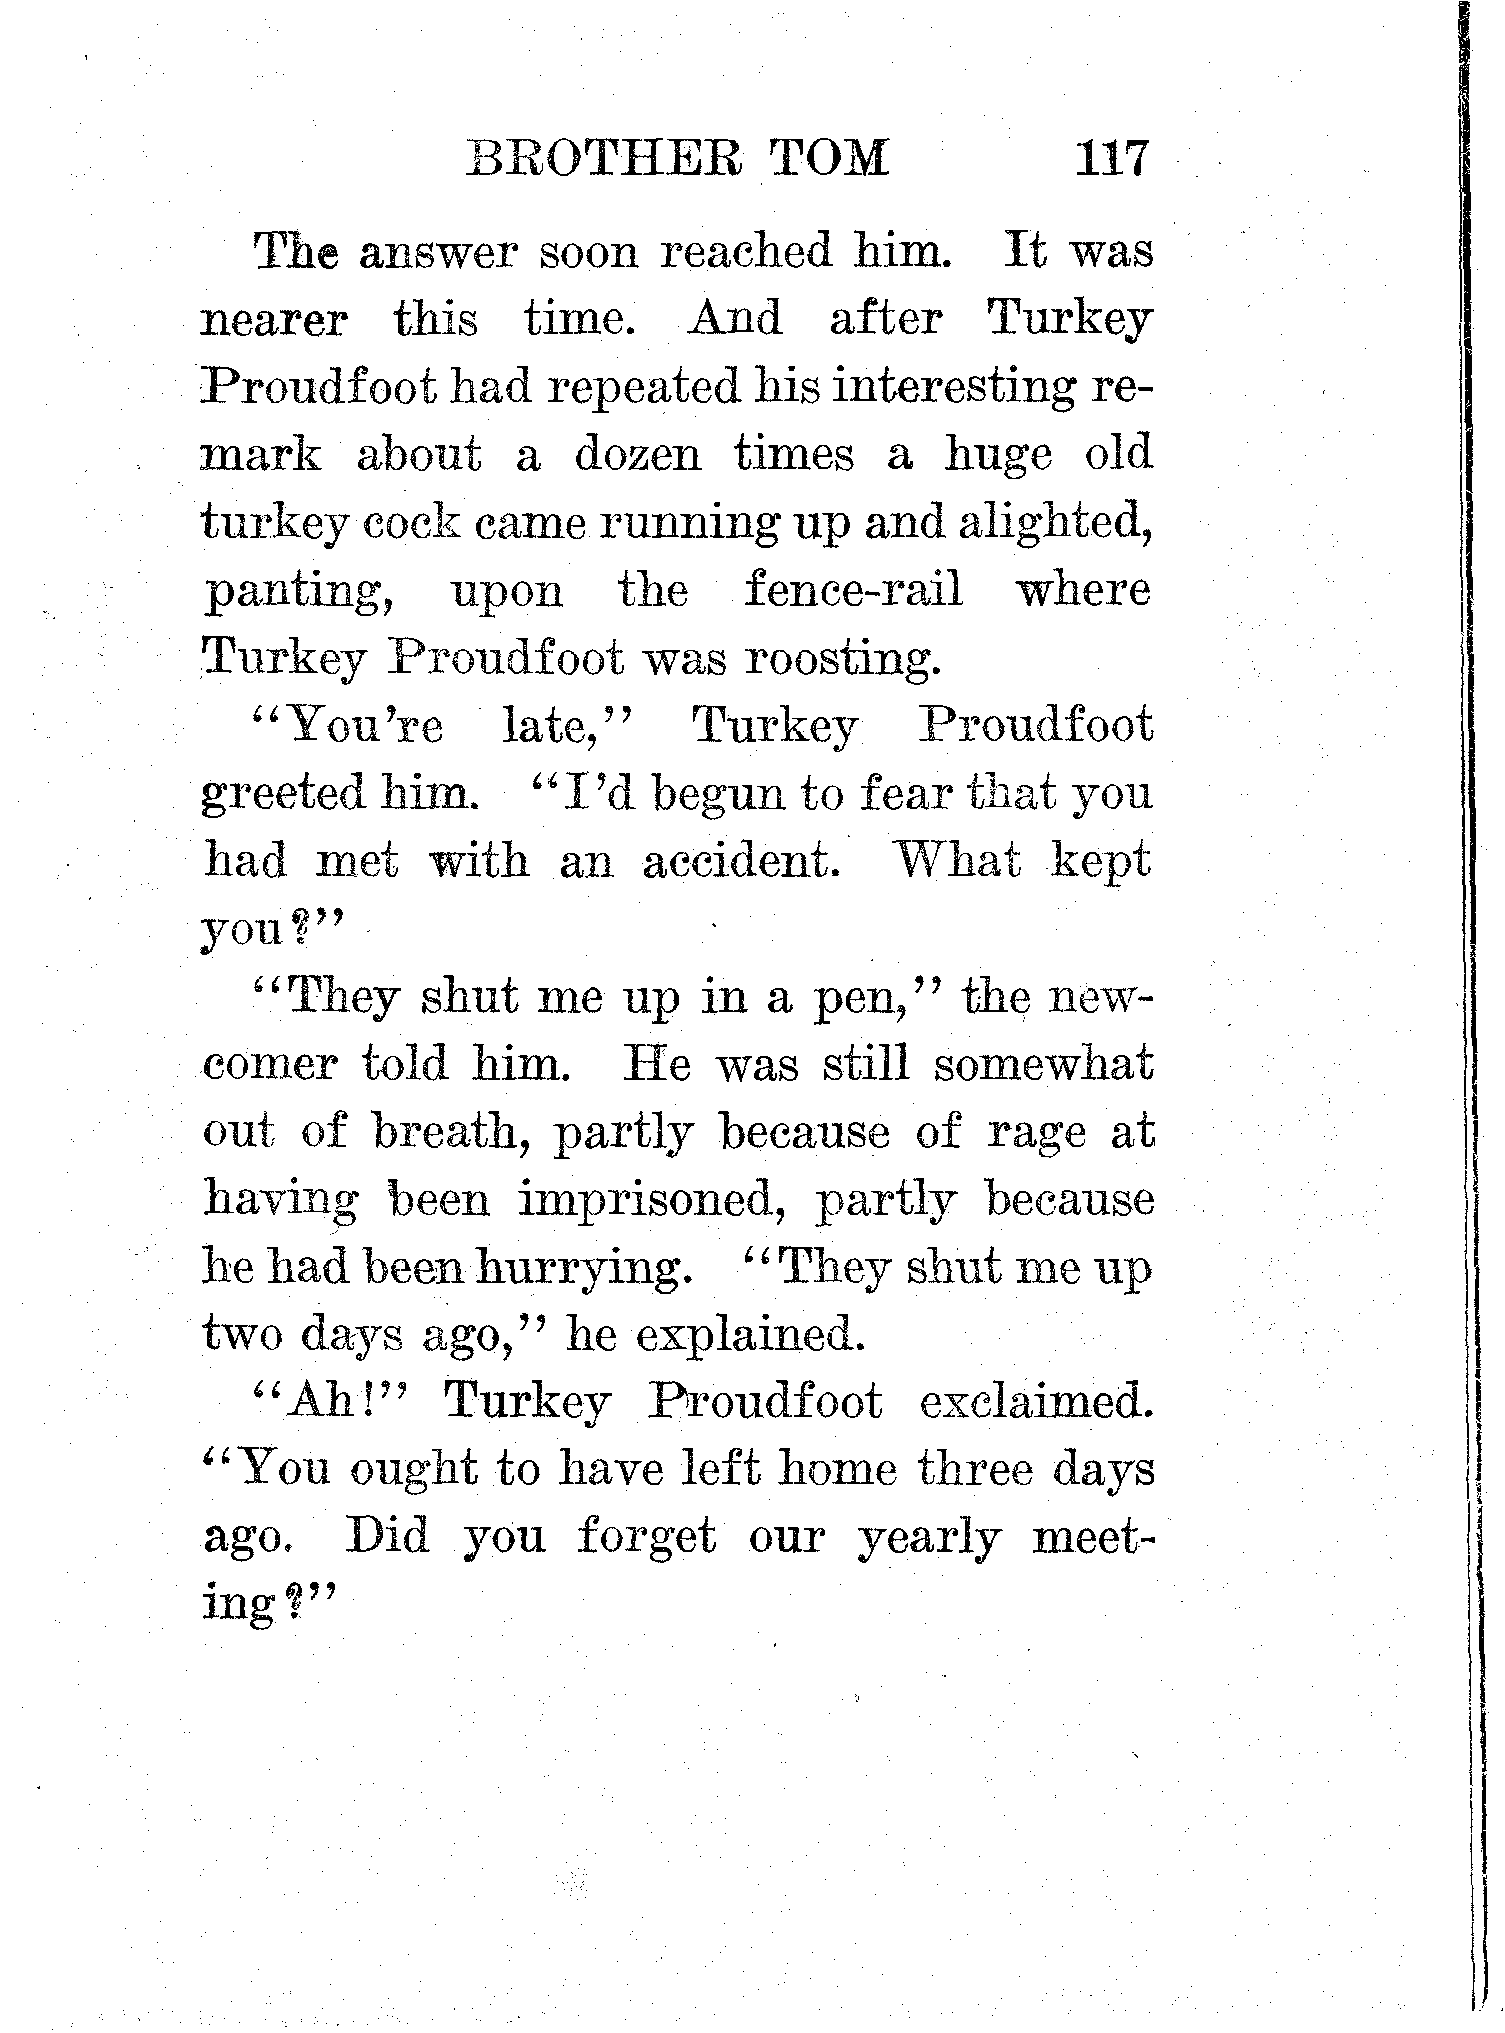 BROTHER TOM 117
The answer soon reached him. It was
nearer this time. And after Turkey
Proudfoot had repeated his interesting re-
mark about a dozen times a huge old
turkey cock came running up and alighted,
panting, upon the fence-rail where
Turkey Proudfoot was roosting.
"You're late," Turkey Proudfoot
greeted him. "I'd begun to fear that you
had met with an accident. What kept
you?"
"They shut me up in a pen," the new-
comer told him. He was still somewhat
out of breath, partly because of rage at
having been imprisoned, partly because
he had been hurrying. "They shut me up
two days ago," he explained.
"Ah!" Turkey Proudfoot exclaimed.
"You ought to have left home three days
ago. Did you forget our yearly meet-
ing?"